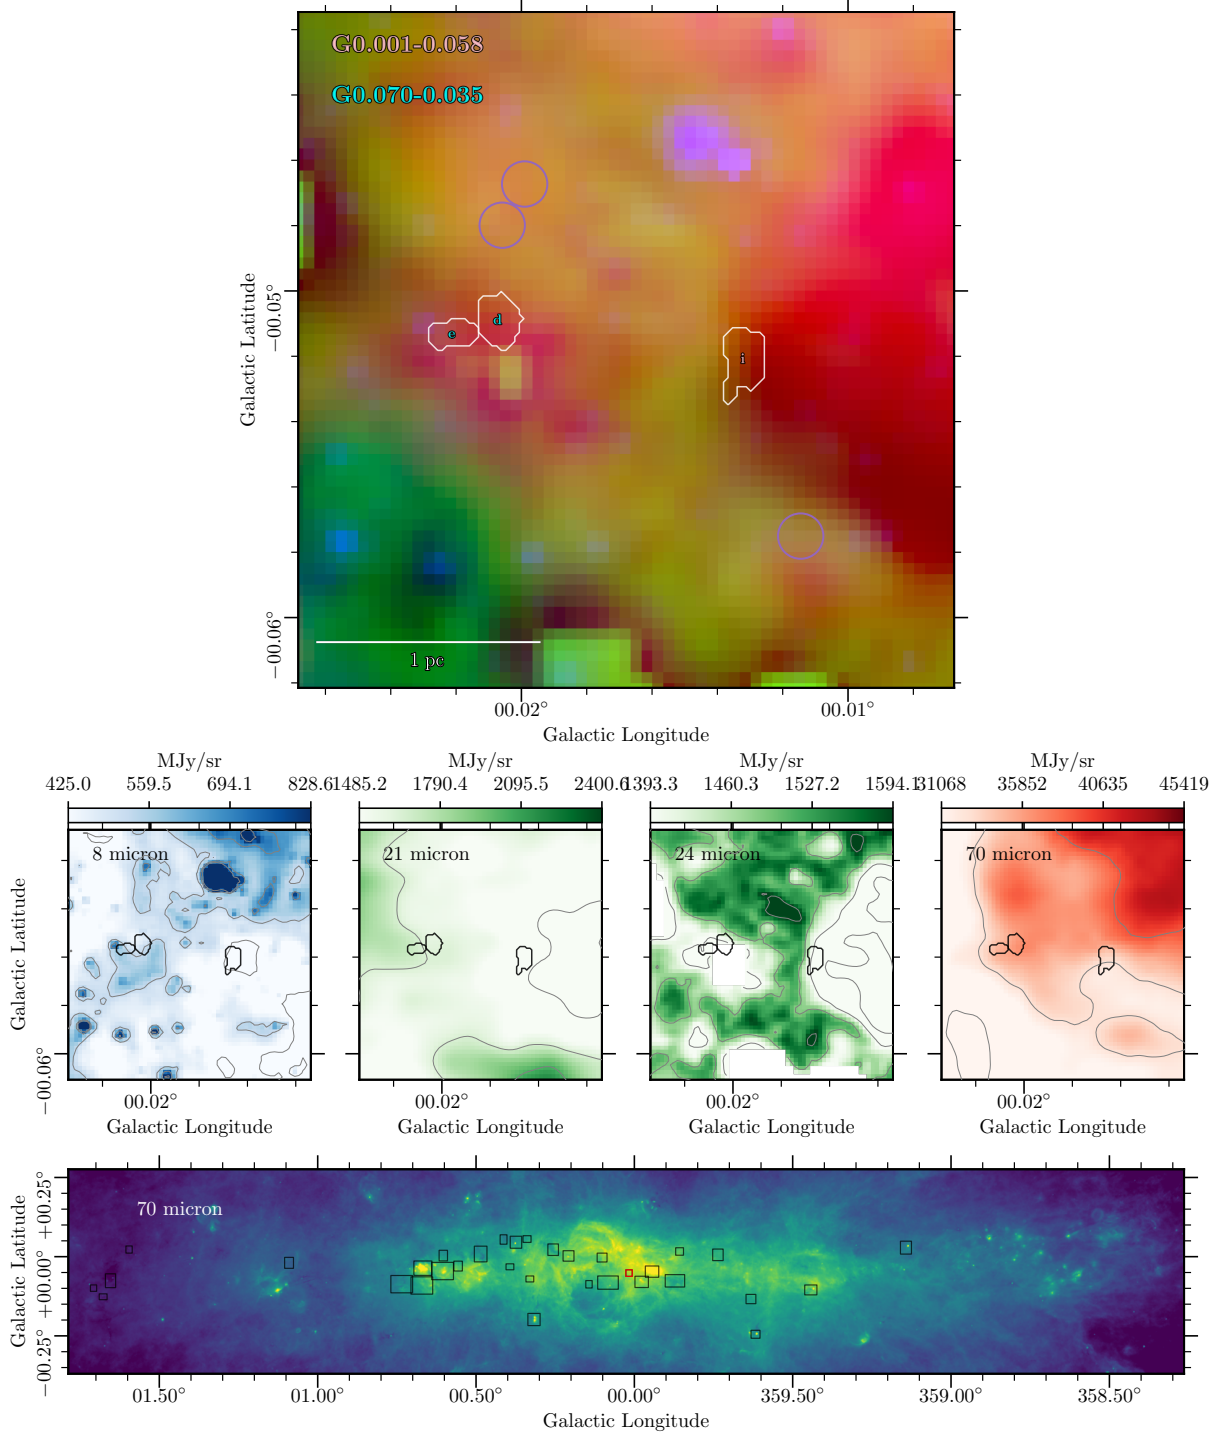 G0.001-0.058
G0.070-0.035
d
e
i
1 pc
Galactic Latitude
−00.05°
−00.06°
00.02°
00.01°
Galactic Longitude
MJy/sr
MJy/sr
MJy/sr
MJy/sr
425.0 559.5 694.1 828.6
1485.2 1790.4 2095.5 2400.6
1393.3 1460.3 1527.2 1594.1
31068 35852 40635 45419
8 micron
21 micron
24 micron
70 micron
Galactic Latitude
−00.06°
00.02°
00.02°
00.02°
00.02°
Galactic Longitude
Galactic Longitude
Galactic Longitude
Galactic Longitude
70 micron
Galactic Latitude
+00.25°
+00.00°
−00.25°
01.50° 01.00° 00.50° 00.00° 359.50° 359.00° 358.50°
Galactic Longitude